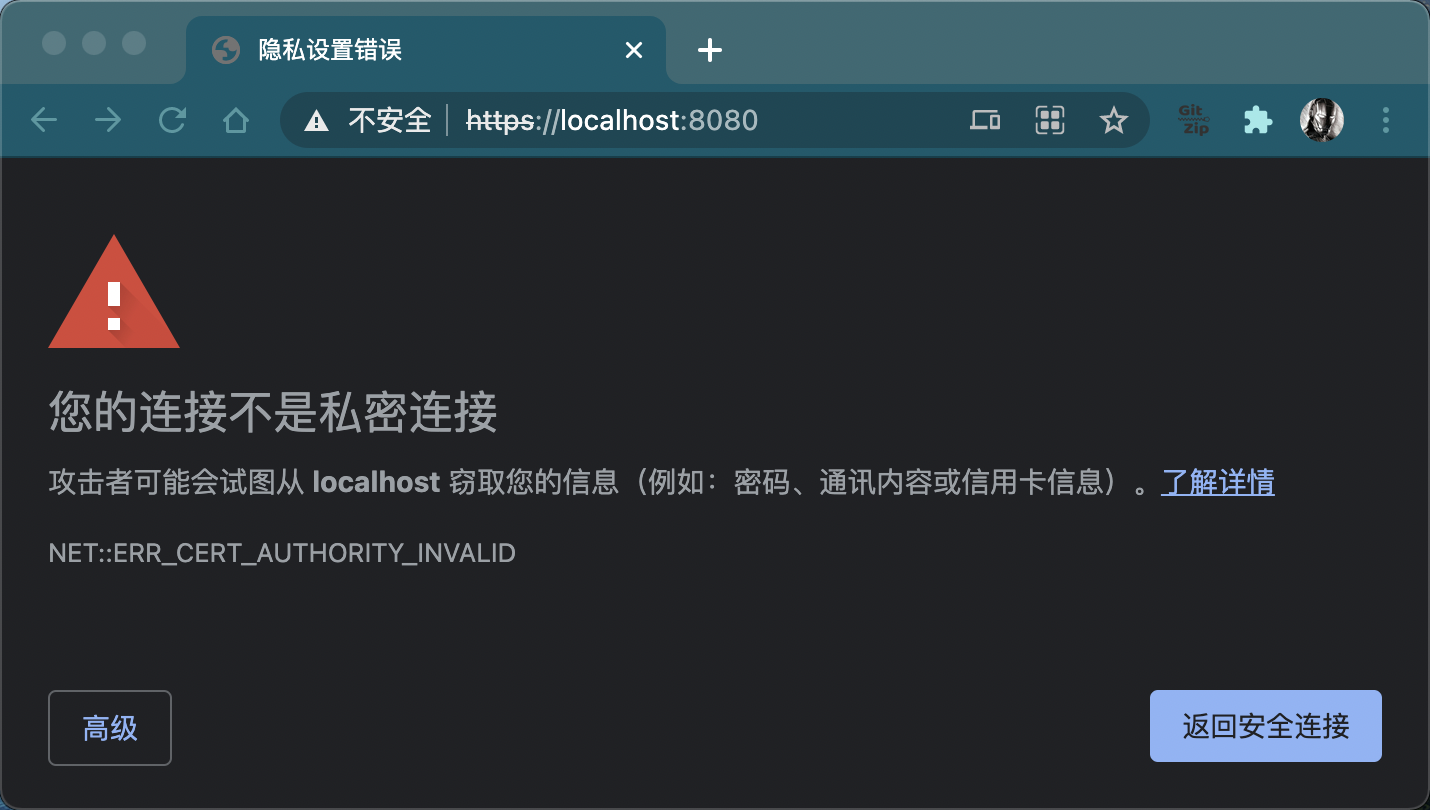 隐私设置错误
不安全 https://localhost:8080
Git Zip
您的连接不是私密连接
攻击者可能会试图从 localhost 窃取您的信息（例如：密码、通讯内容或信用卡信息）。了解详情
NET::ERR_CERT_AUTHORITY_INVALID
高级 返回安全连接